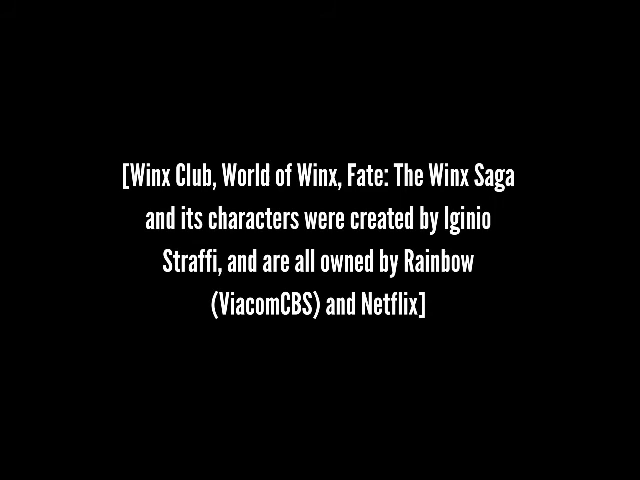 [Winx Club, World of Winx, Fate: The Winx Saga
and its characters were created by Iginio
Straffi, and are all owned by Rainbow
(ViacomCBS) and Netflix]